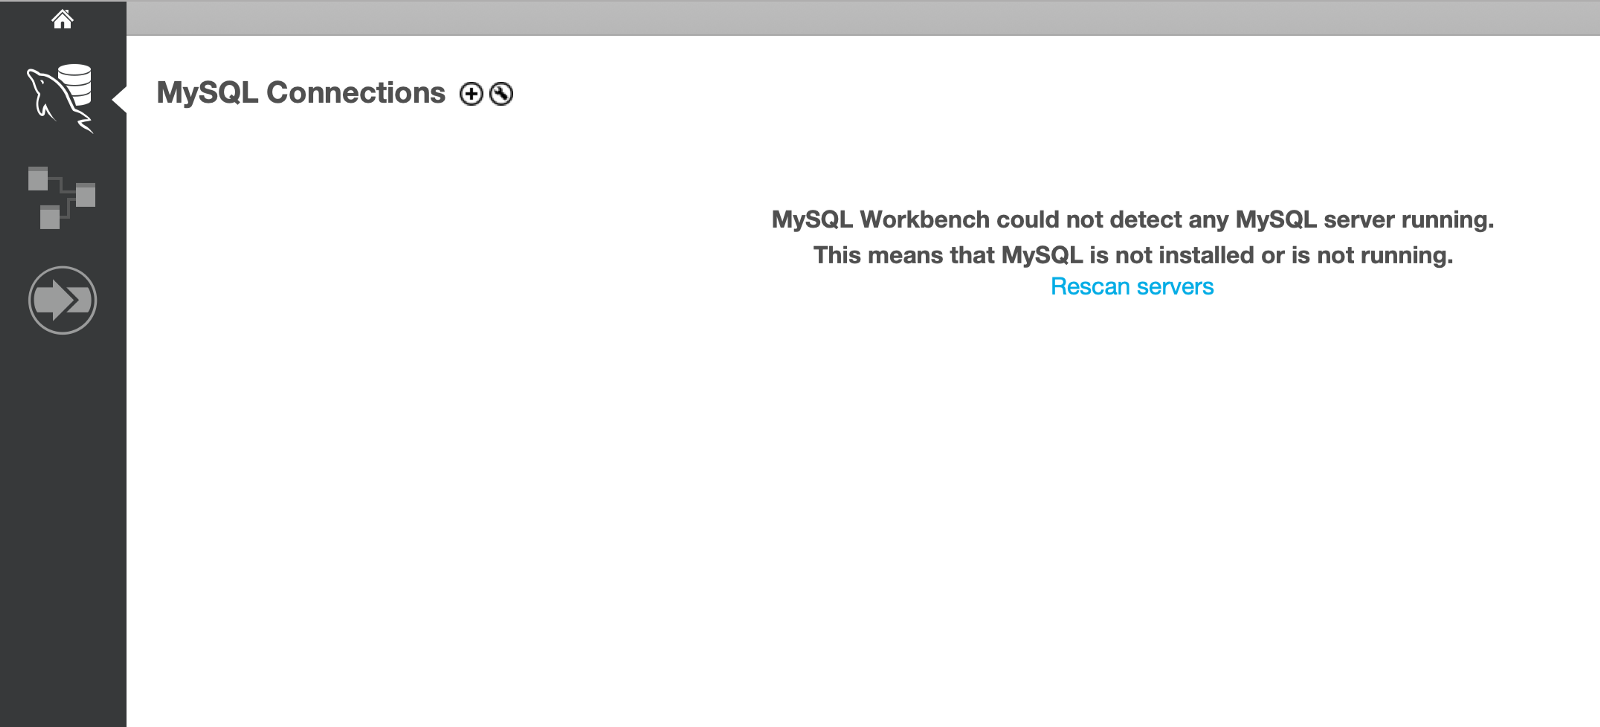 MySQL Connections
MySQL Workbench could not detect any MySQL server running.
This means that MySQL is not installed or is not running.
Rescan servers